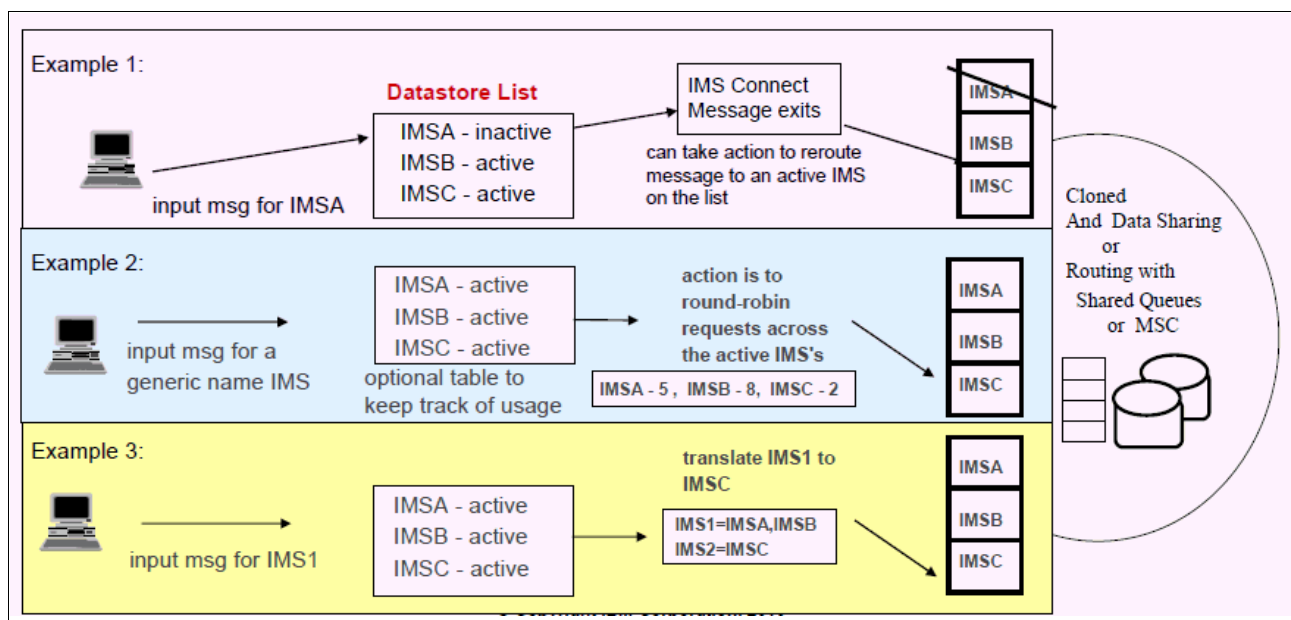 Example 1:
Datastore List
input msg for IMSA
IMSA - inactive
IMSB - active
IMSC - active
IMS Connect
Message exits
can take action to reroute
message to an active IMS
on the list
IMSA
IMSB
IMSC
Example 2:
input msg for a
generic name IMS
IMSA - active
IMSB - active
IMSC - active
optional table to
keep track of usage
action is to
round-robin
requests across
the active IMS's
IMSA - 5 , IMSB - 8, IMSC - 2
IMSA
IMSB
IMSC
Example 3:
input msg for IMS1
IMSA - active
IMSB - active
IMSC - active
translate IMS1 to
IMSC
IMS1=IMSA,IMSB
IMS2=IMSC
IMSA
IMSB
IMSC
Cloned
And Data Sharing
or
Routing with
Shared Queues
or MSC